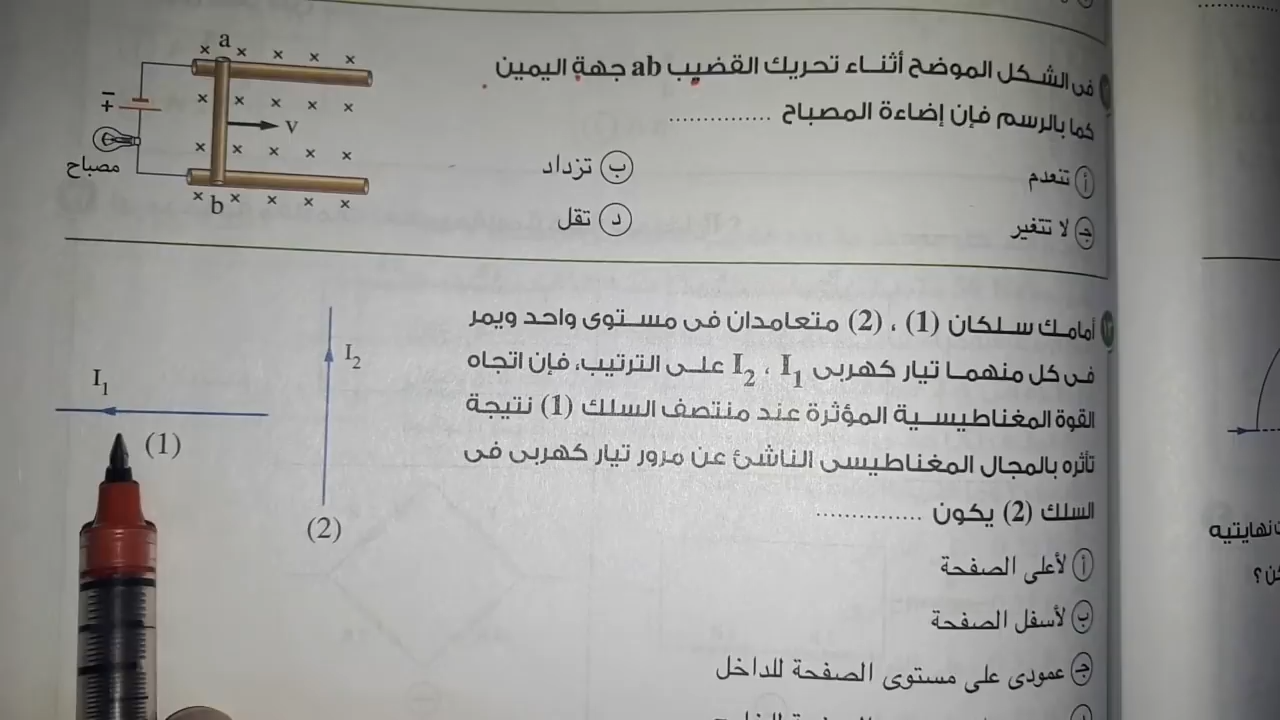 فى الشكل الموضح أثناء تحريك القضيب ab جهة اليمين
كما بالرسم فإن إضاءة المصباح ...............
أ تنعدم
ب تزداد
ج لا تتغير
د تقل
a
− +
V
مصباح
b
أمامك سلكان (1) ، (2) متعامدان فى مستوى واحد ويمر
فى كل منهما تيار كهربى I₁ ، I₂ على الترتيب، فإن اتجاه
القوة المغناطيسية المؤثرة عند منتصف السلك (1) نتيجة
تأثره بالمجال المغناطيسى الناشئ عن مرور تيار كهربى فى
السلك (2) يكون ...............
أ لأعلى الصفحة
ب لأسفل الصفحة
ج عمودى على مستوى الصفحة للداخل
I₁
(1)
I₂
(2)
نهايتيه